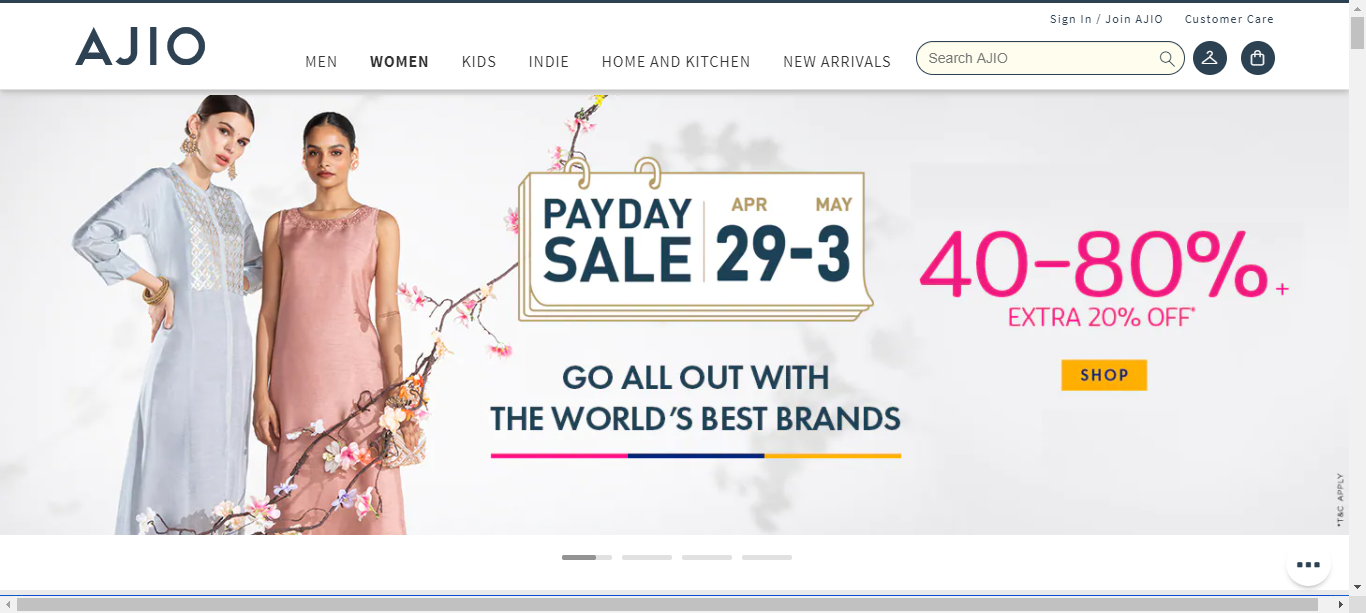 Sign In / Join AJIO
Customer Care
AJIO
MEN
WOMEN
KIDS
INDIE
HOME AND KITCHEN
NEW ARRIVALS
Search AJIO
PAYDAY
SALE
APR MAY
29-3
40-80%+
EXTRA 20% OFF*
SHOP
GO ALL OUT WITH
THE WORLD'S BEST BRANDS
*T&C APPLY